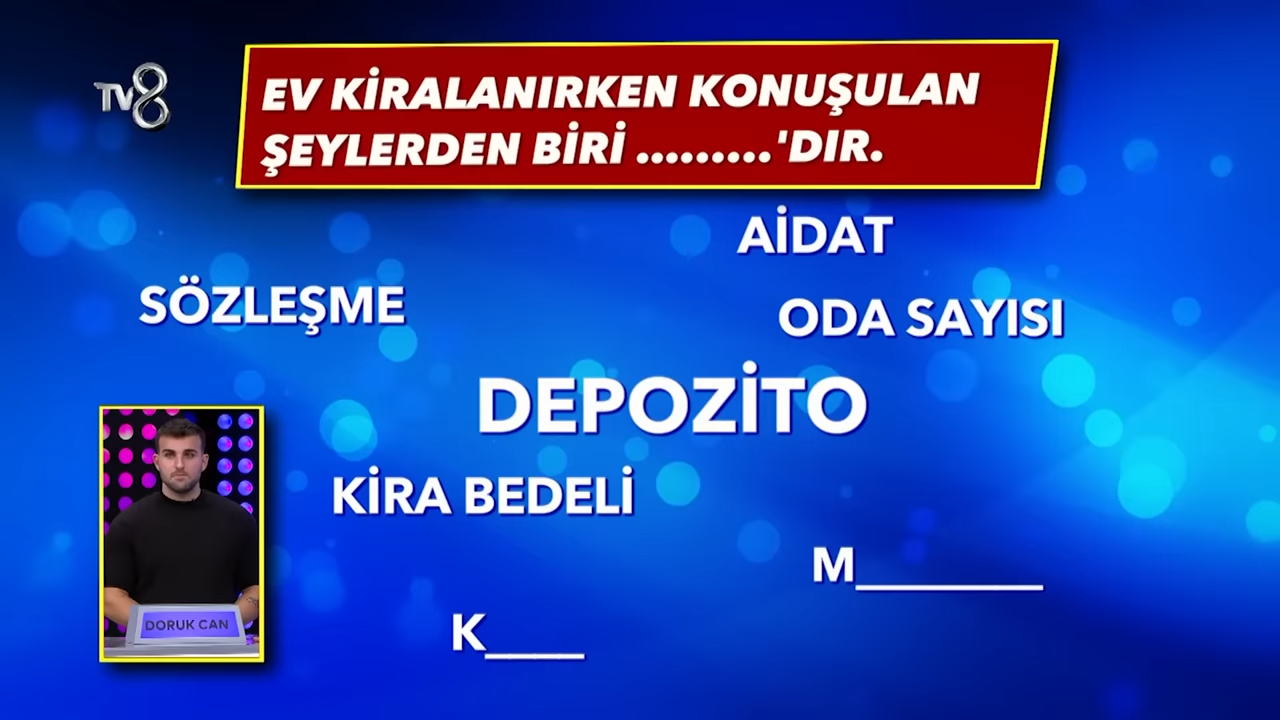 TV8
EV KİRALANIRKEN KONUŞULAN
ŞEYLERDEN BİRİ .........'DIR.
AİDAT
SÖZLEŞME
ODA SAYISI
DEPOZİTO
KİRA BEDELİ
M________
K____
DORUK CAN